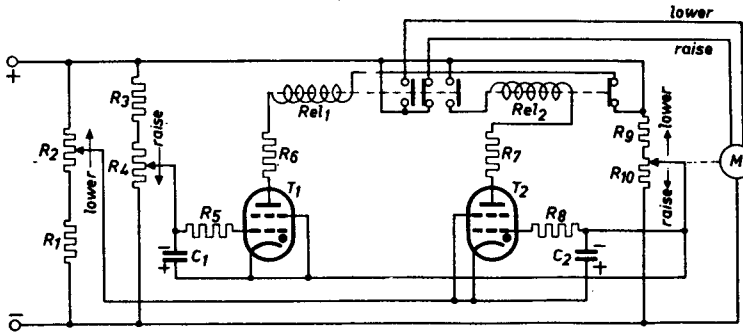 lower
raise
+
Rel1
Rel2
R3
R2
lower
R4
raise
R6
R7
R9
lower
R10
raise
M
T1
T2
R5
R8
R1
- 
+
C1
C2
-
+
-